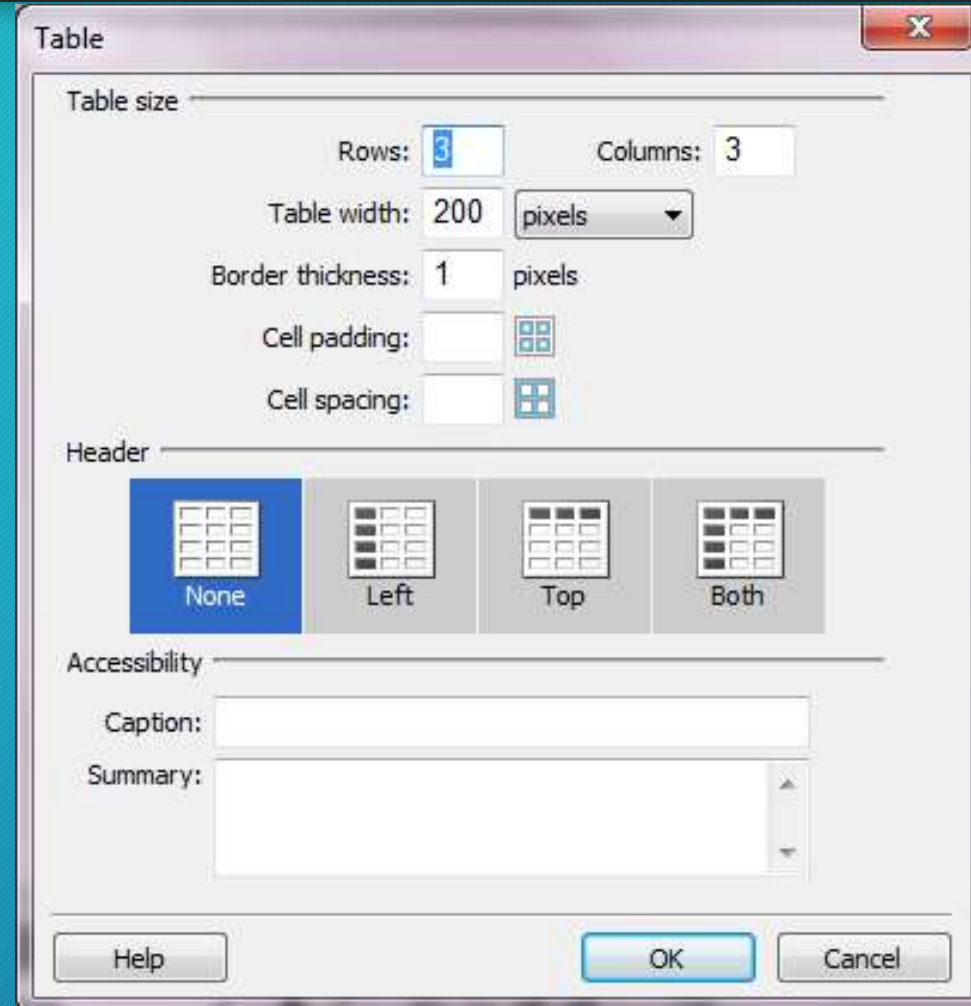 Table
Table size
Rows: 3 Columns: 3
Table width: 200 pixels
Border thickness: 1 pixels
Cell padding:
Cell spacing:
Header
None Left Top Both
Accessibility
Caption:
Summary:
Help OK Cancel